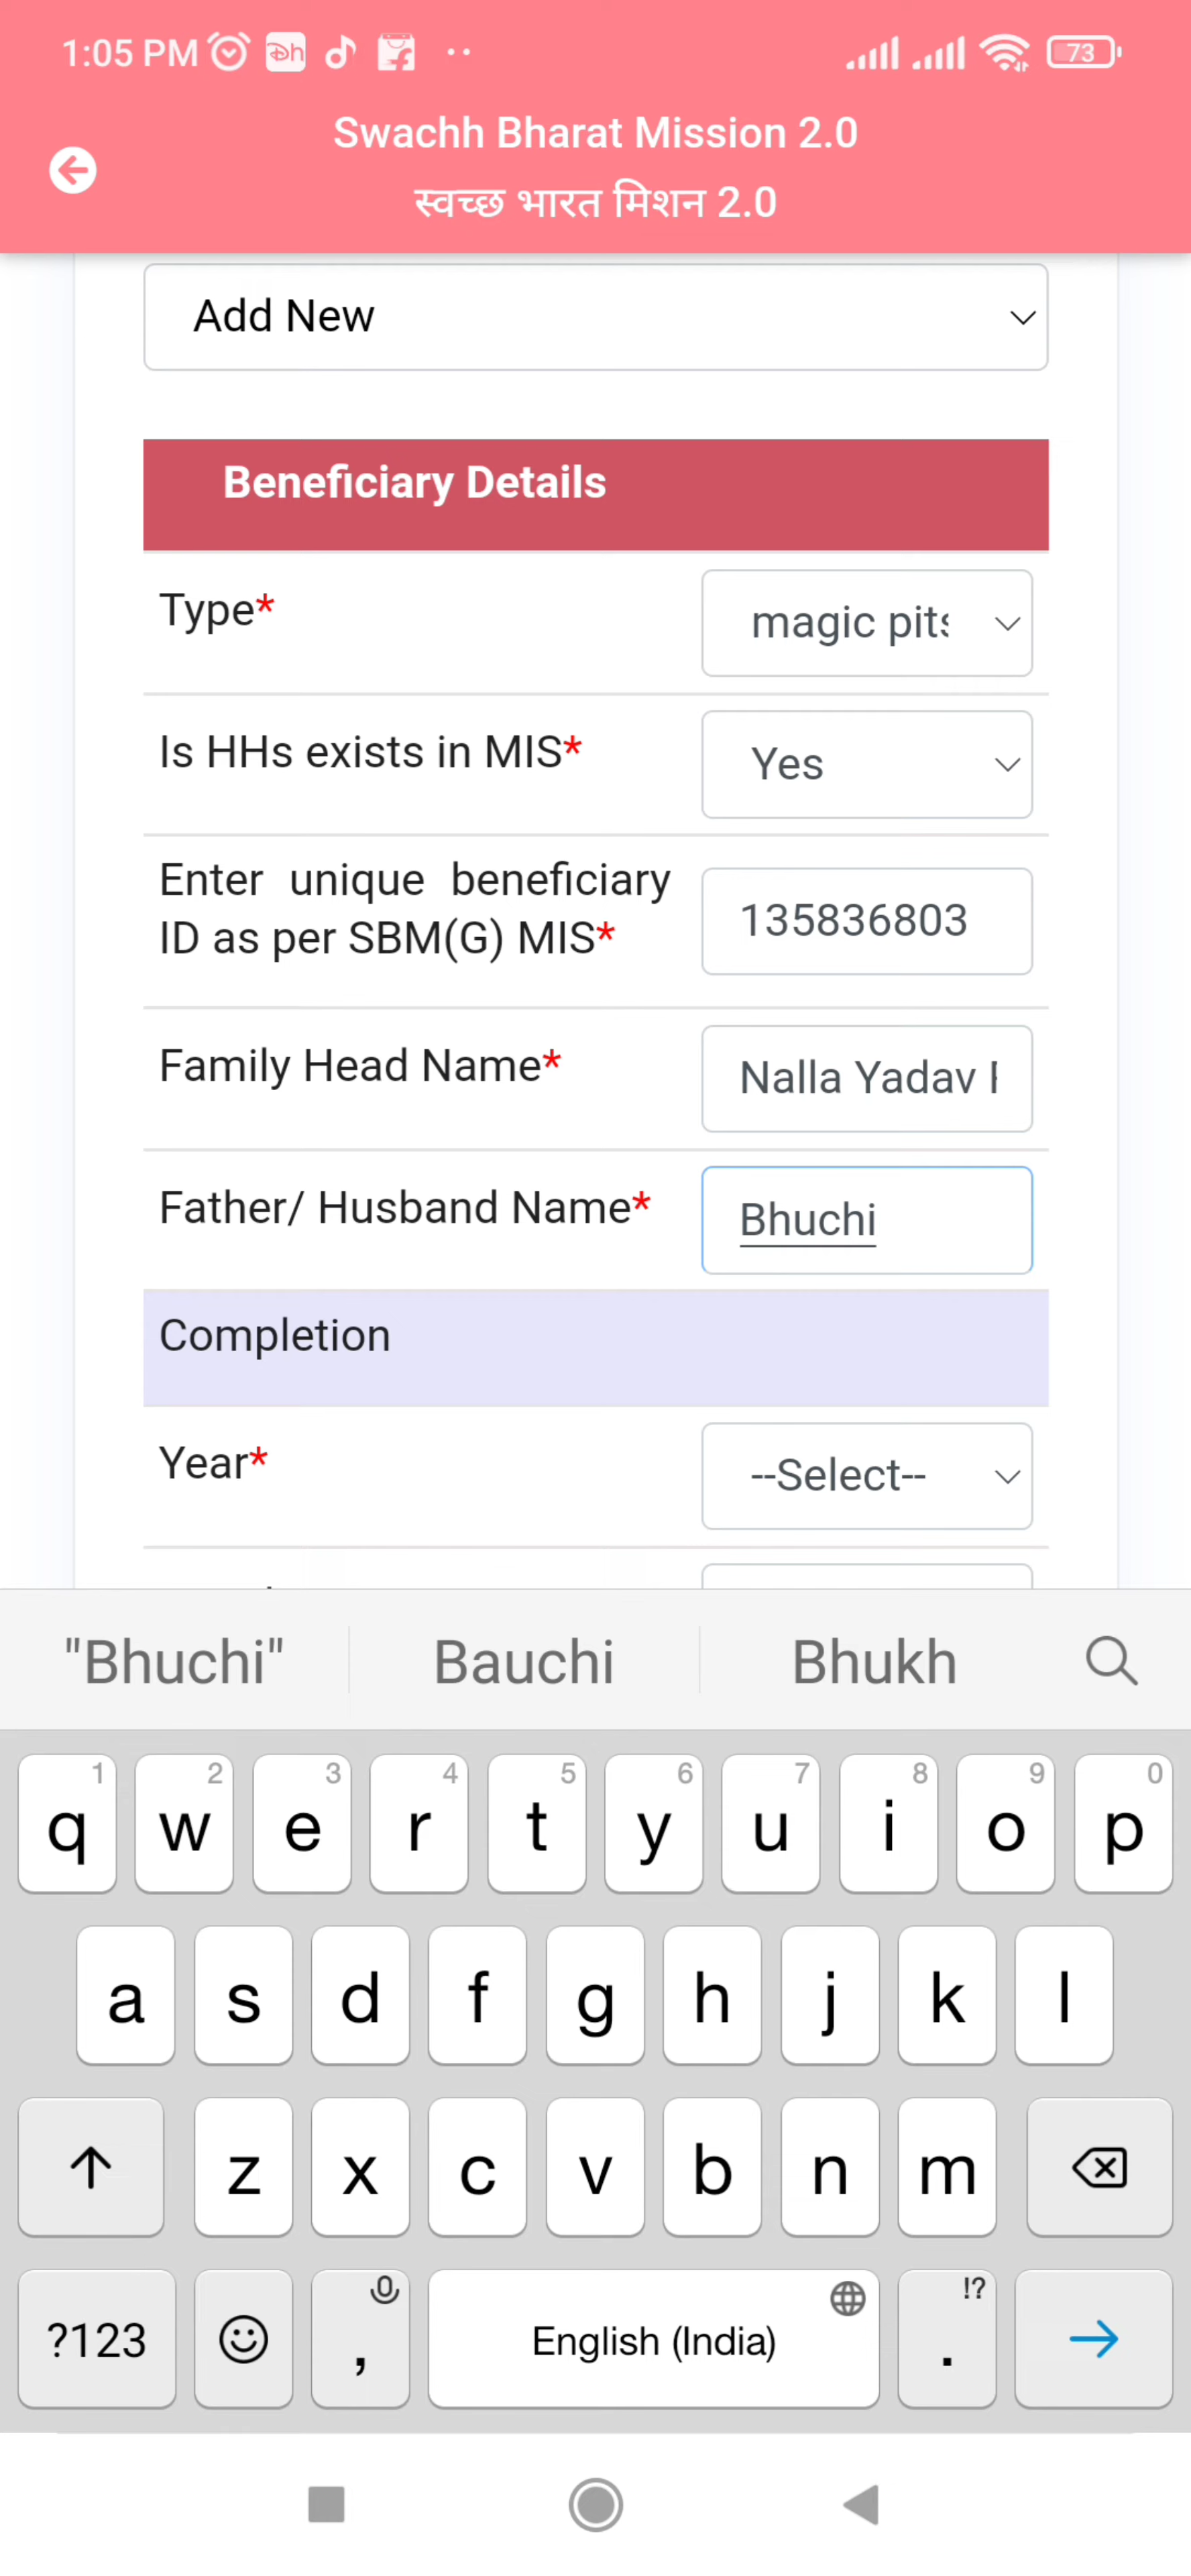 1:05 PM
73
Swachh Bharat Mission 2.0
स्वच्छ भारत मिशन 2.0
Add New
Beneficiary Details
Type*
magic pits
Is HHs exists in MIS*
Yes
Enter unique beneficiary
ID as per SBM(G) MIS*
135836803
Family Head Name*
Nalla Yadav
Father/ Husband Name*
Bhuchi
Completion
Year*
--Select--
"Bhuchi" Bauchi Bhukh
1 2 3 4 5 6 7 8 9 0
q w e r t y u i o p
a s d f g h j k l
z x c v b n m
!?
?123 , English (India) .